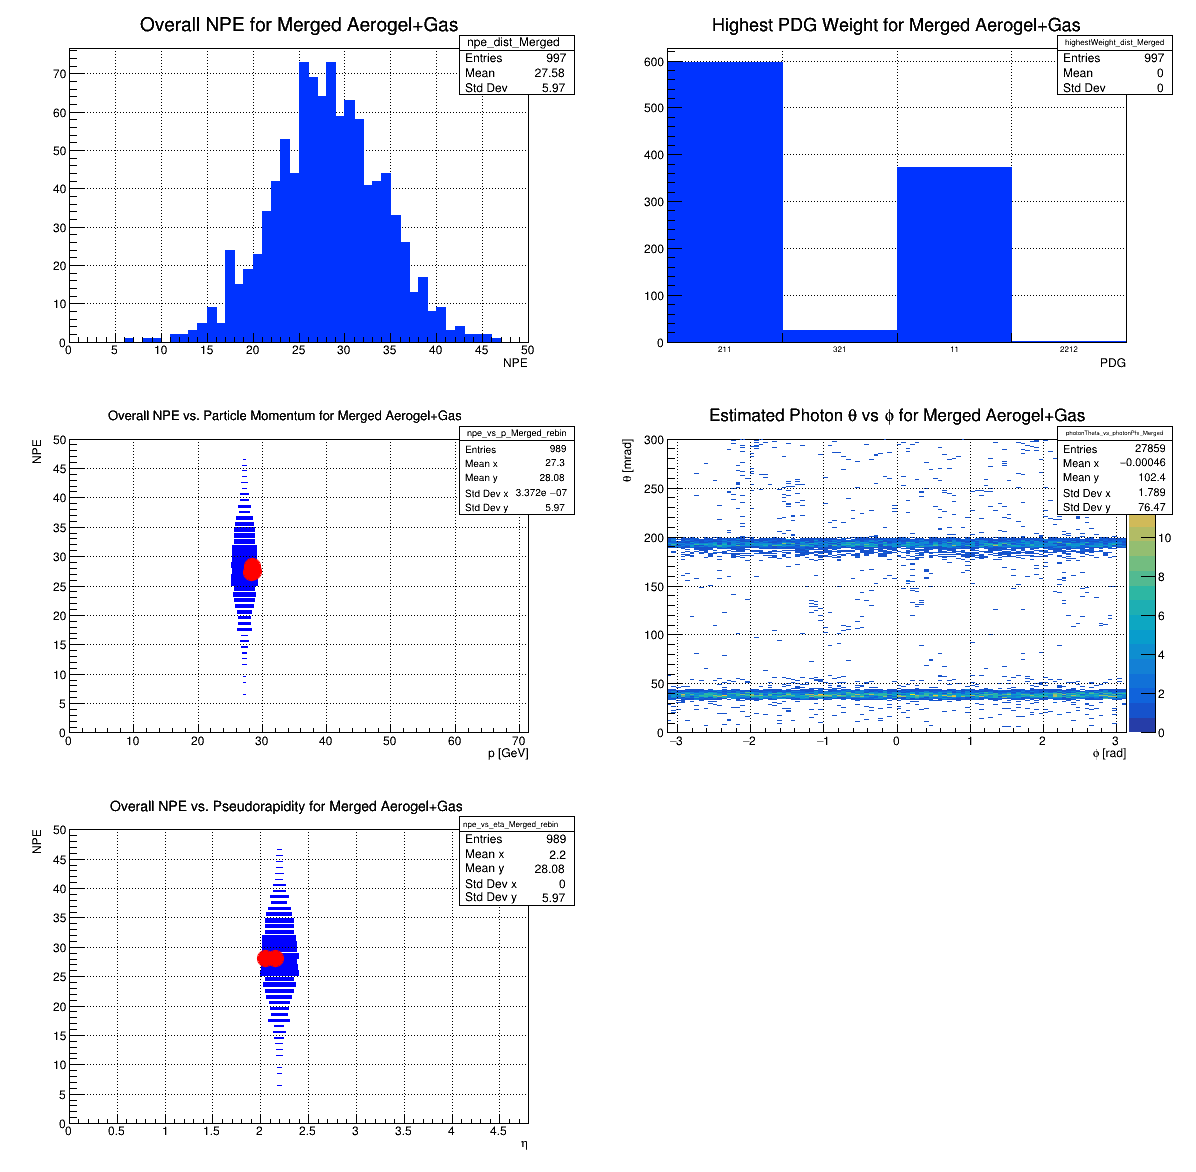 Overall NPE for Merged Aerogel+Gas
npe_dist_Merged
Entries 997
Mean 27.58
Std Dev 5.97
70
60
50
40
30
20
10
0
0 5 10 15 20 25 30 35 40 45 50
NPE
Highest PDG Weight for Merged Aerogel+Gas
highestWeight_dist_Merged
Entries 997
Mean 0
Std Dev 0
600
500
400
300
200
100
0
211 321 11 2212
PDG
Overall NPE vs. Particle Momentum for Merged Aerogel+Gas
NPE
npe_vs_p_Merged_rebin
Entries 989
Mean x 27.3
Mean y 28.08
Std Dev x 3.372e −07
Std Dev y 5.97
50
45
40
35
30
25
20
15
10
5
0
0 10 20 30 40 50 60 70
p [GeV]
Estimated Photon θ vs ϕ for Merged Aerogel+Gas
θ [mrad]
photonTheta_vs_photonPhi_Merged
Entries 27859
Mean x −0.00046
Mean y 102.4
Std Dev x 1.789
Std Dev y 76.47
300
250
200
150
100
50
0
−3 −2 −1 0 1 2 3
ϕ [rad]
10
8
6
4
2
0
Overall NPE vs. Pseudorapidity for Merged Aerogel+Gas
NPE
npe_vs_eta_Merged_rebin
Entries 989
Mean x 2.2
Mean y 28.08
Std Dev x 0
Std Dev y 5.97
50
45
40
35
30
25
20
15
10
5
0
0 0.5 1 1.5 2 2.5 3 3.5 4 4.5
η